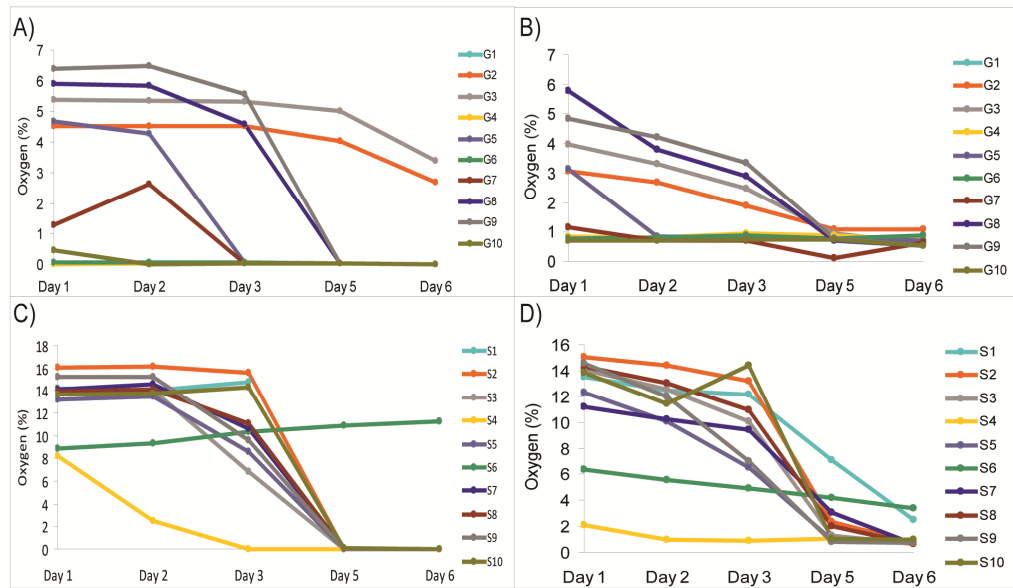 A)
Oxygen (%)
7
6
5
4
3
2
1
0
Day 1 Day 2 Day 3 Day 5 Day 6
G1
G2
G3
G4
G5
G6
G7
G8
G9
G10
B)
Oxygen (%)
7
6
5
4
3
2
1
0
Day 1 Day 2 Day 3 Day 5 Day 6
G1
G2
G3
G4
G5
G6
G7
G8
G9
G10
C)
Oxygen (%)
18
16
14
12
10
8
6
4
2
0
Day 1 Day 2 Day 3 Day 5 Day 6
S1
S2
S3
S4
S5
S6
S7
S8
S9
S10
D)
Oxygen (%)
16
14
12
10
8
6
4
2
0
Day 1 Day 2 Day 3 Day 5 Day 6
S1
S2
S3
S4
S5
S6
S7
S8
S9
S10